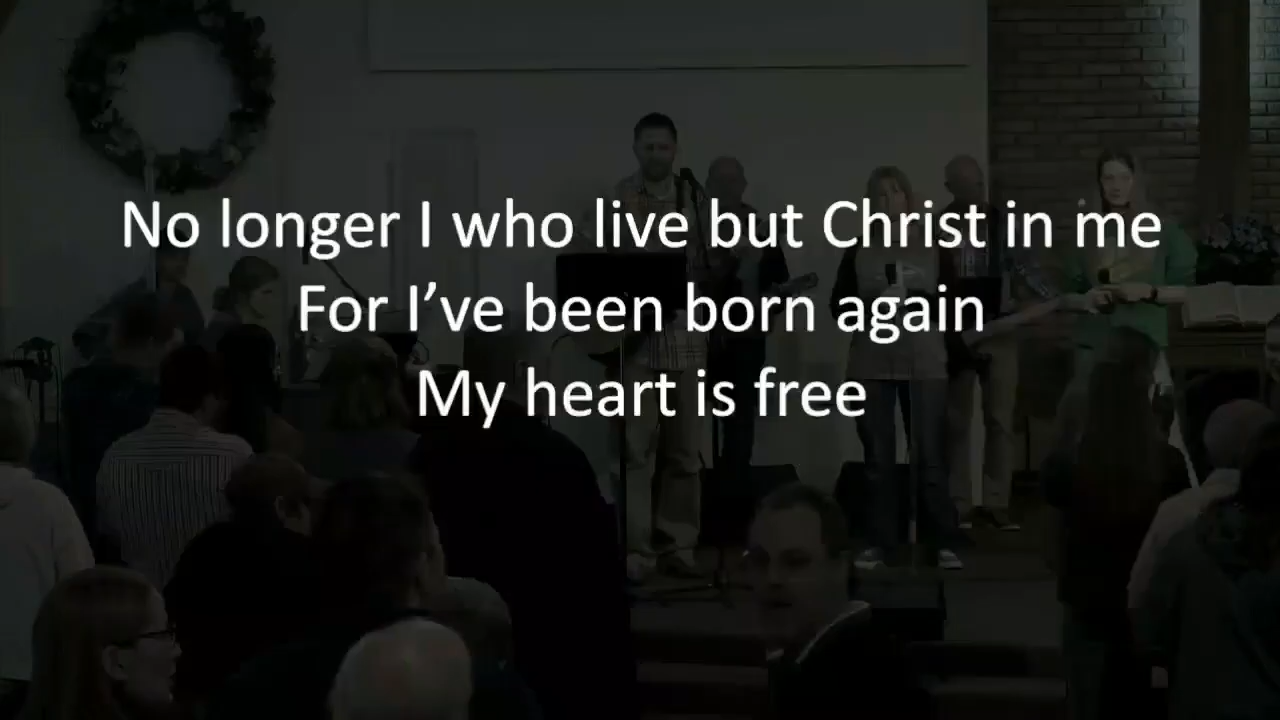 No longer I who live but Christ in me
For I’ve been born again
My heart is free